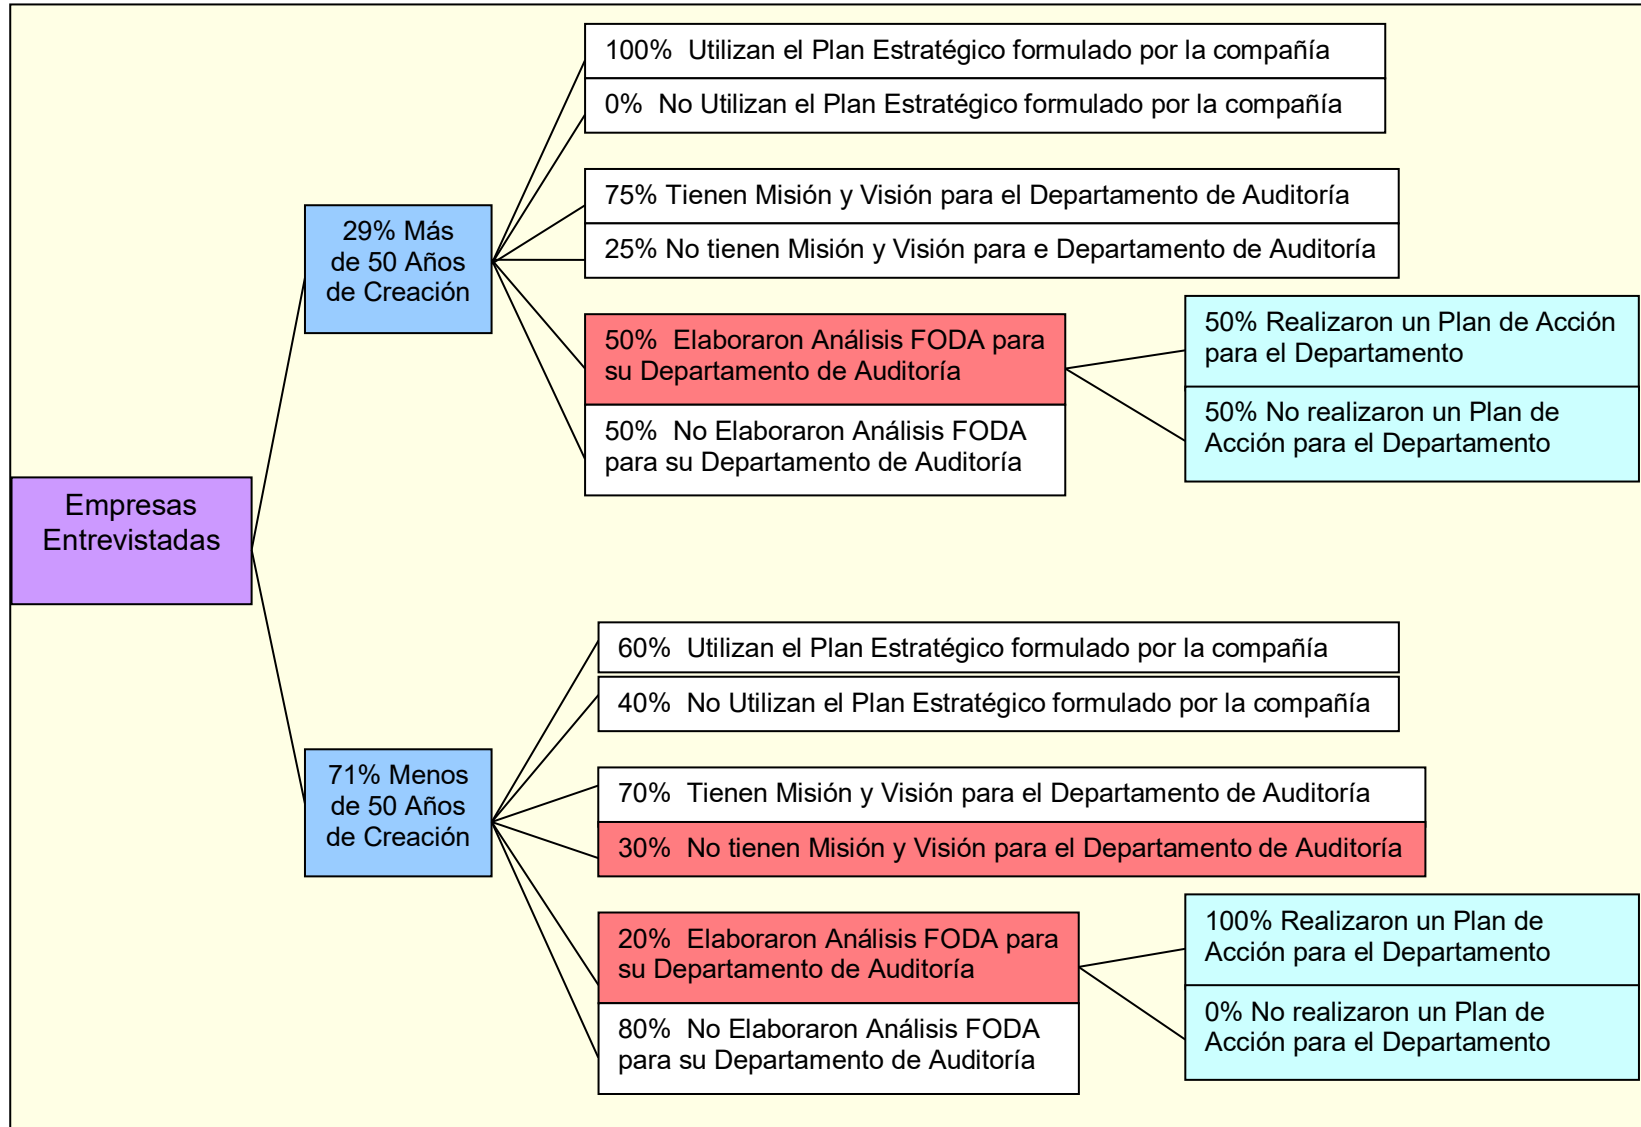 100%  Utilizan el Plan Estratégico formulado por la compañía
0%  No Utilizan el Plan Estratégico formulado por la compañía
75% Tienen Misión y Visión para el Departamento de Auditoría
25% No tienen Misión y Visión para e Departamento de Auditoría
29% Más
de 50 Años
de Creación
50%  Elaboraron Análisis FODA para
su Departamento de Auditoría
50%  No Elaboraron Análisis FODA
para su Departamento de Auditoría
50% Realizaron un Plan de Acción
para el Departamento
50% No realizaron un Plan de
Acción para el Departamento
Empresas
Entrevistadas
60%  Utilizan el Plan Estratégico formulado por la compañía
40%  No Utilizan el Plan Estratégico formulado por la compañía
71% Menos
de 50 Años
de Creación
70%  Tienen Misión y Visión para el Departamento de Auditoría
30%  No tienen Misión y Visión para el Departamento de Auditoría
20%  Elaboraron Análisis FODA para
su Departamento de Auditoría
80%  No Elaboraron Análisis FODA
para su Departamento de Auditoría
100% Realizaron un Plan de
Acción para el Departamento
0% No realizaron un Plan de
Acción para el Departamento